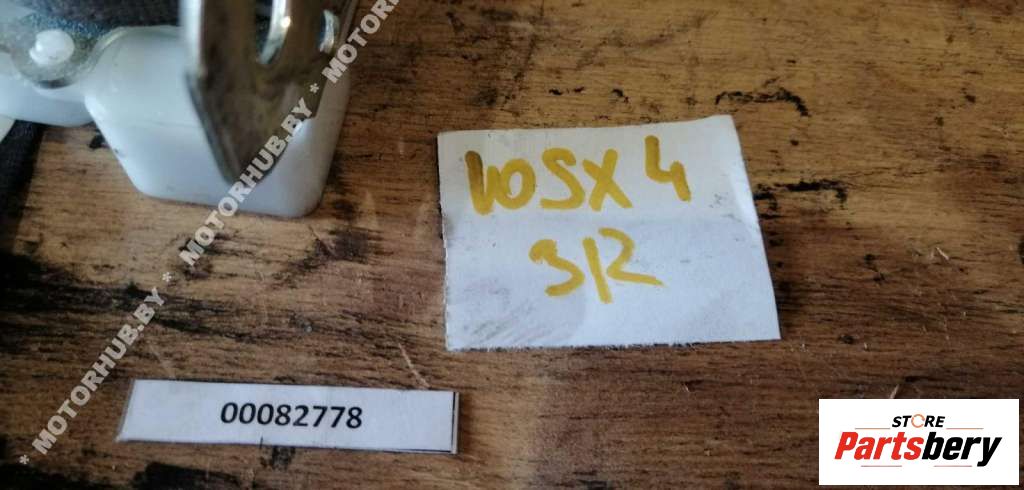 * MOTORHUB.BY * MOTORHUB.BY * MOTORHUB.BY * MOTOR
10SX4
3/2
00082778
STORE
Partsbery